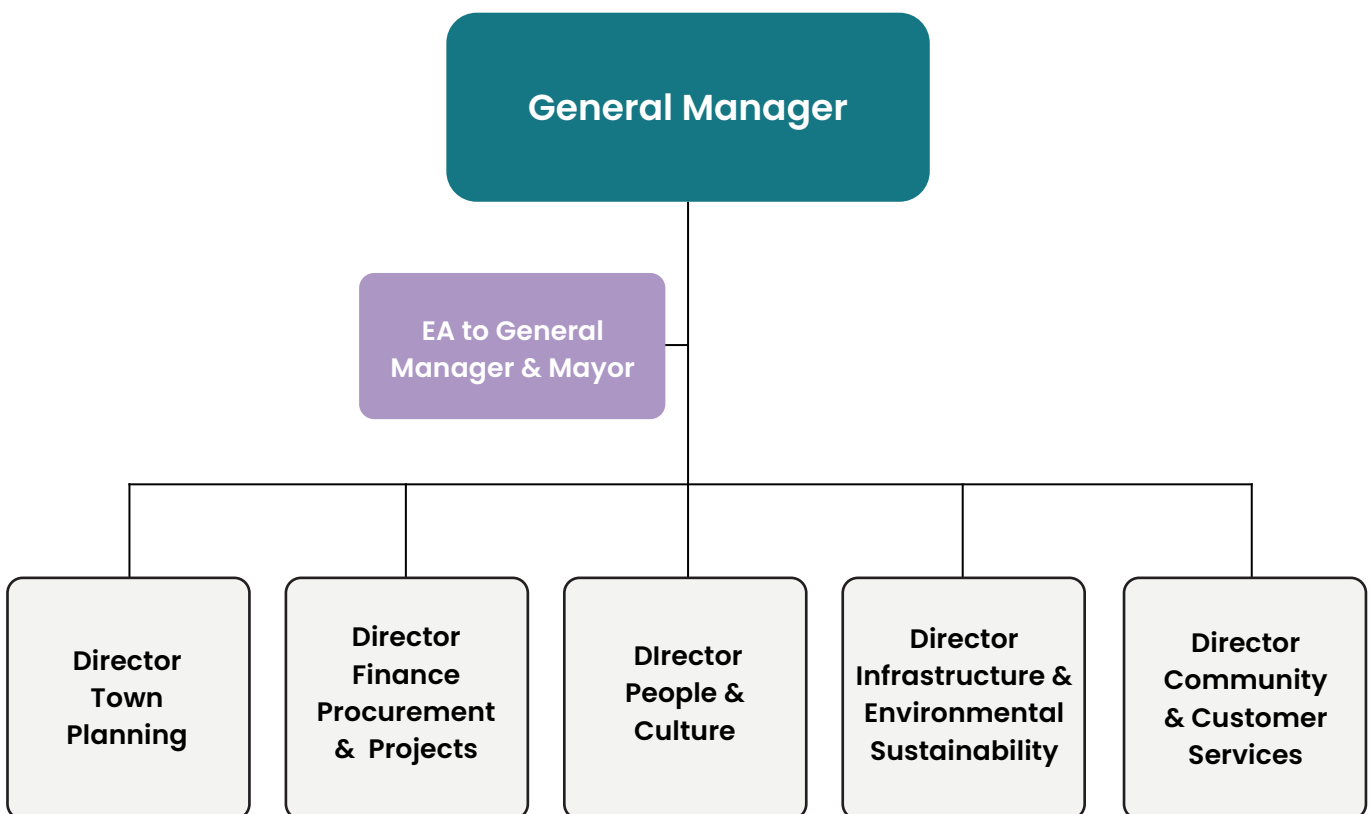 General Manager
EA to General
Manager & Mayor
Director
Town
Planning
Director
Finance
Procurement
&  Projects
DIrector
People &
Culture
Director
Infrastructure &
Environmental
Sustainability
Director
Community
& Customer
Services